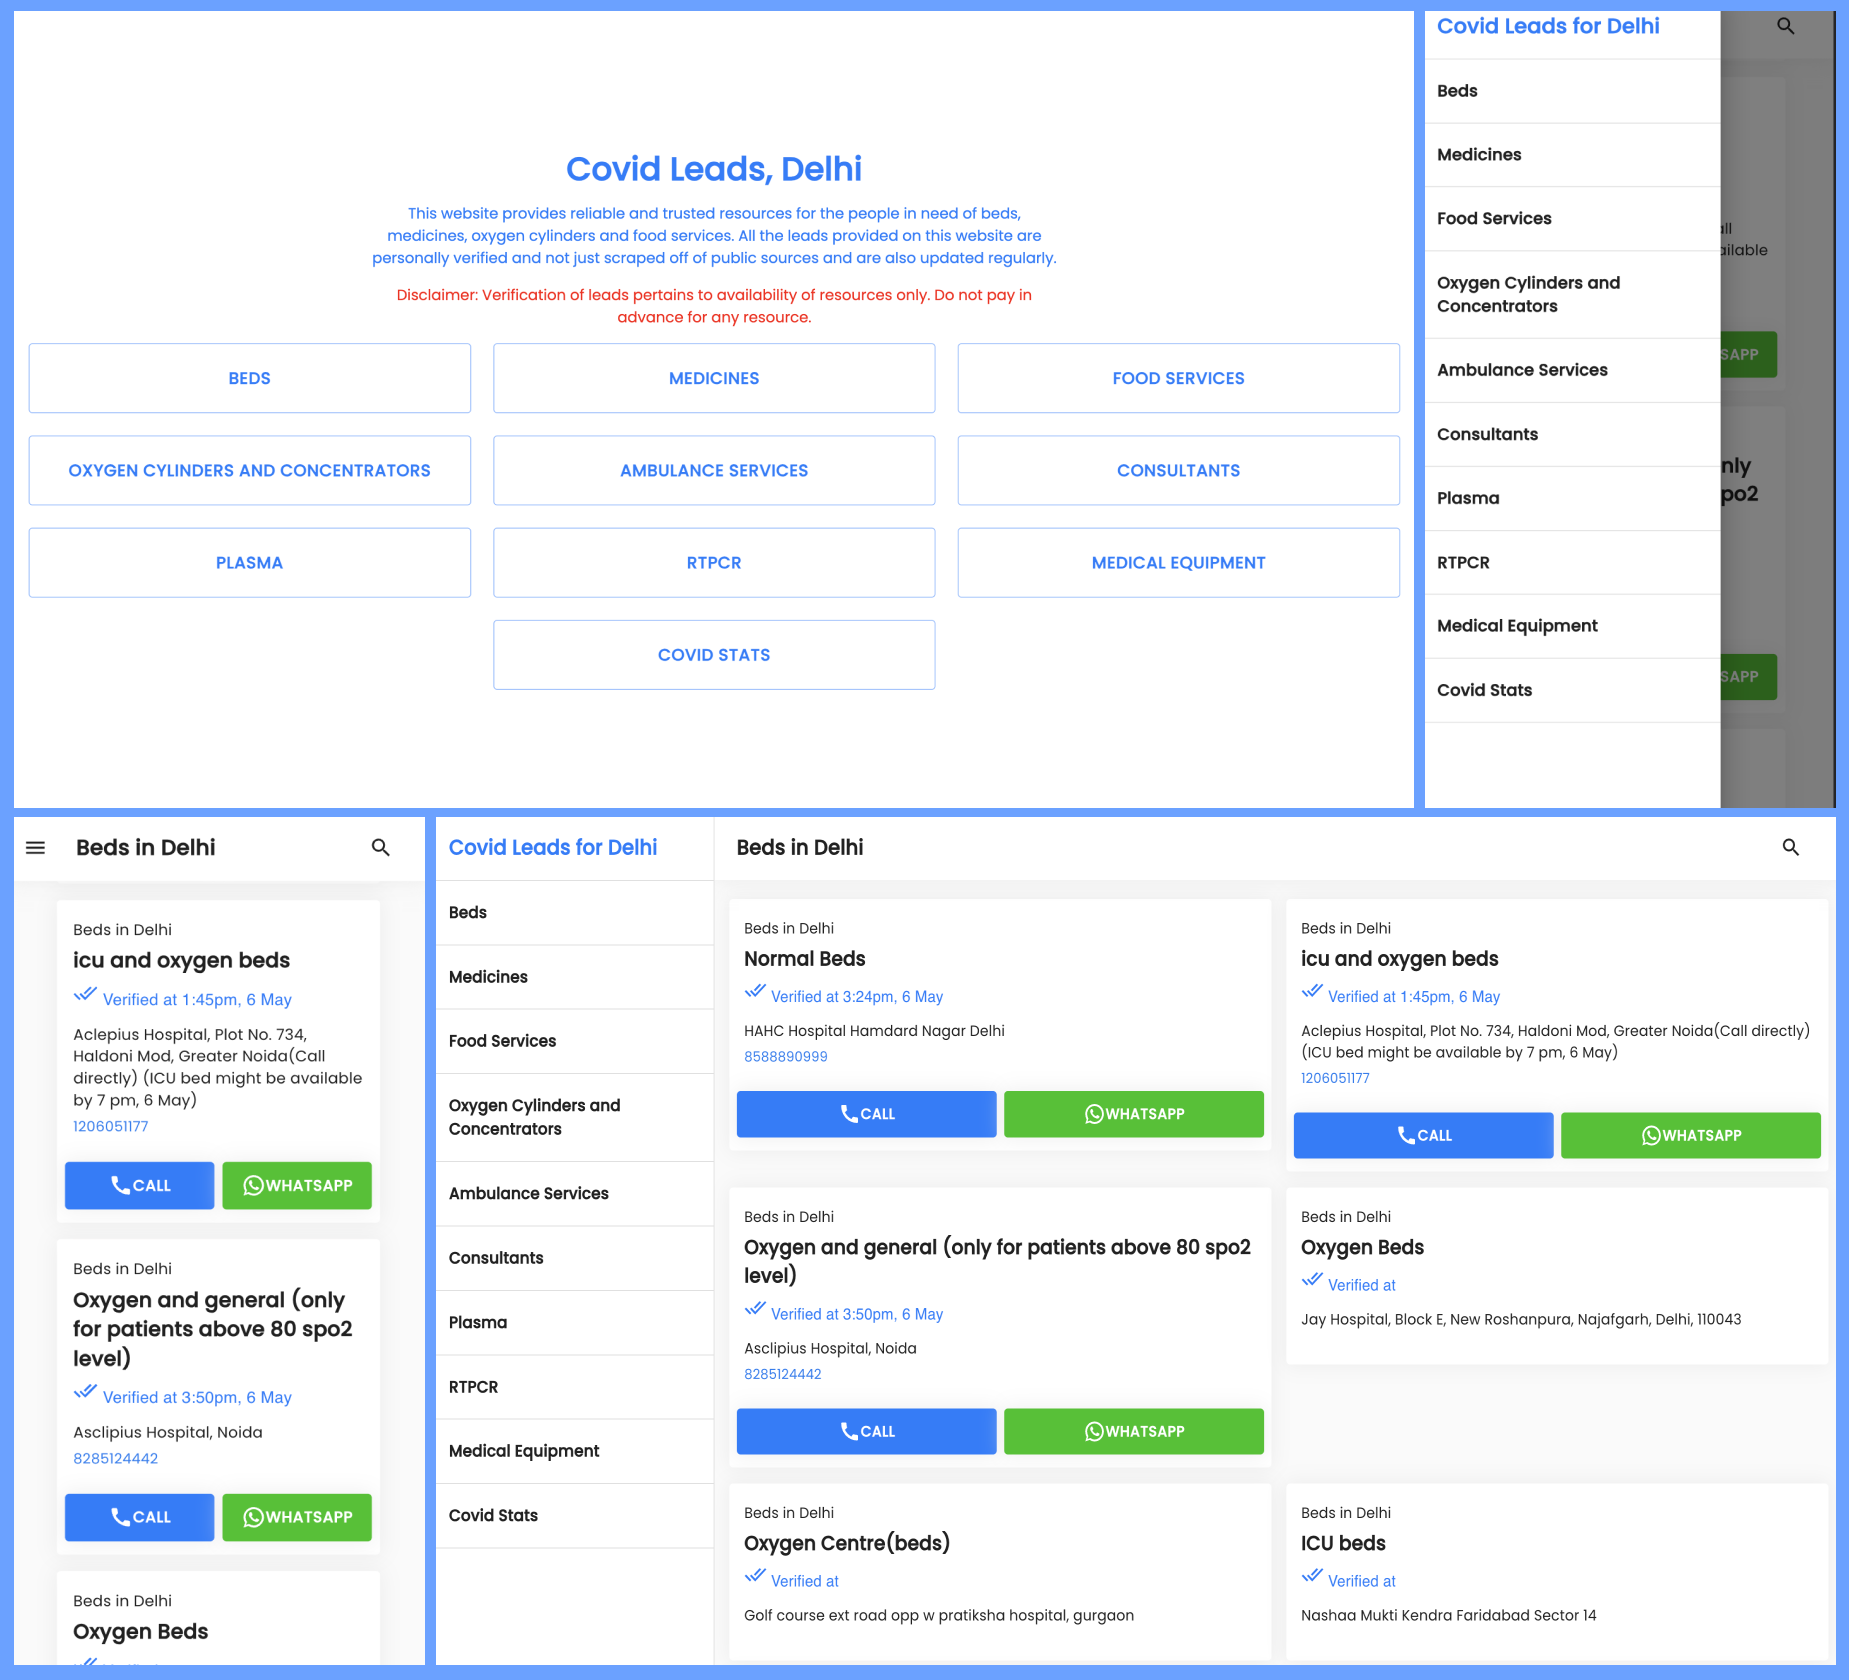 Covid Leads, Delhi
This website provides reliable and trusted resources for the people in need of beds,
medicines, oxygen cylinders and food services. All the leads provided on this website are
personally verified and not just scraped off of public sources and are also updated regularly.
Disclaimer: Verification of leads pertains to availability of resources only. Do not pay in
advance for any resource.
BEDS
MEDICINES
FOOD SERVICES
OXYGEN CYLINDERS AND CONCENTRATORS
AMBULANCE SERVICES
CONSULTANTS
PLASMA
RTPCR
MEDICAL EQUIPMENT
COVID STATS
Covid Leads for Delhi
Beds
Medicines
Food Services
Oxygen Cylinders and
Concentrators
Ambulance Services
Consultants
Plasma
RTPCR
Medical Equipment
Covid Stats
all
ailable
SAPP
nly
po2
SAPP
Beds in Delhi
Beds in Delhi
icu and oxygen beds
Verified at 1:45pm, 6 May
Aclepius Hospital, Plot No. 734,
Haldoni Mod, Greater Noida(Call
directly) (ICU bed might be available
by 7 pm, 6 May)
1206051177
CALL
WHATSAPP
Beds in Delhi
Oxygen and general (only
for patients above 80 spo2
level)
Verified at 3:50pm, 6 May
Asclipius Hospital, Noida
8285124442
CALL
WHATSAPP
Beds in Delhi
Oxygen Beds
Covid Leads for Delhi
Beds
Medicines
Food Services
Oxygen Cylinders and
Concentrators
Ambulance Services
Consultants
Plasma
RTPCR
Medical Equipment
Covid Stats
Beds in Delhi
Beds in Delhi
Normal Beds
Verified at 3:24pm, 6 May
HAHC Hospital Hamdard Nagar Delhi
8588890999
CALL
WHATSAPP
Beds in Delhi
icu and oxygen beds
Verified at 1:45pm, 6 May
Aclepius Hospital, Plot No. 734, Haldoni Mod, Greater Noida(Call directly)
(ICU bed might be available by 7 pm, 6 May)
1206051177
CALL
WHATSAPP
Beds in Delhi
Oxygen and general (only for patients above 80 spo2
level)
Verified at 3:50pm, 6 May
Asclipius Hospital, Noida
8285124442
CALL
WHATSAPP
Beds in Delhi
Oxygen Beds
Verified at
Jay Hospital, Block E, New Roshanpura, Najafgarh, Delhi, 110043
Beds in Delhi
Oxygen Centre(beds)
Verified at
Golf course ext road opp w pratiksha hospital, gurgaon
Beds in Delhi
ICU beds
Verified at
Nashaa Mukti Kendra Faridabad Sector 14